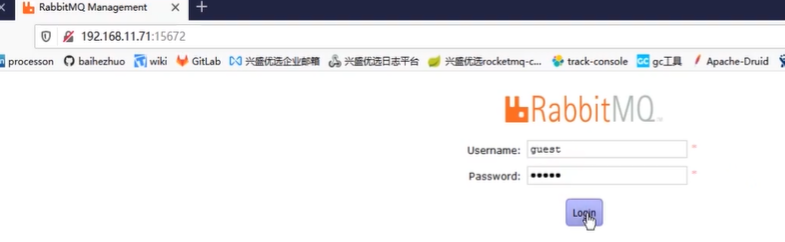 RabbitMQ Management
192.168.11.71:15672
processon baihezhuo wiki GitLab 兴盛优选企业邮箱 兴盛优选日志平台 兴盛优选rocketmq-c... track-console GC gc工具 Apache-Druid
RabbitMQ
Username: guest *
Password: ••••• *
Login